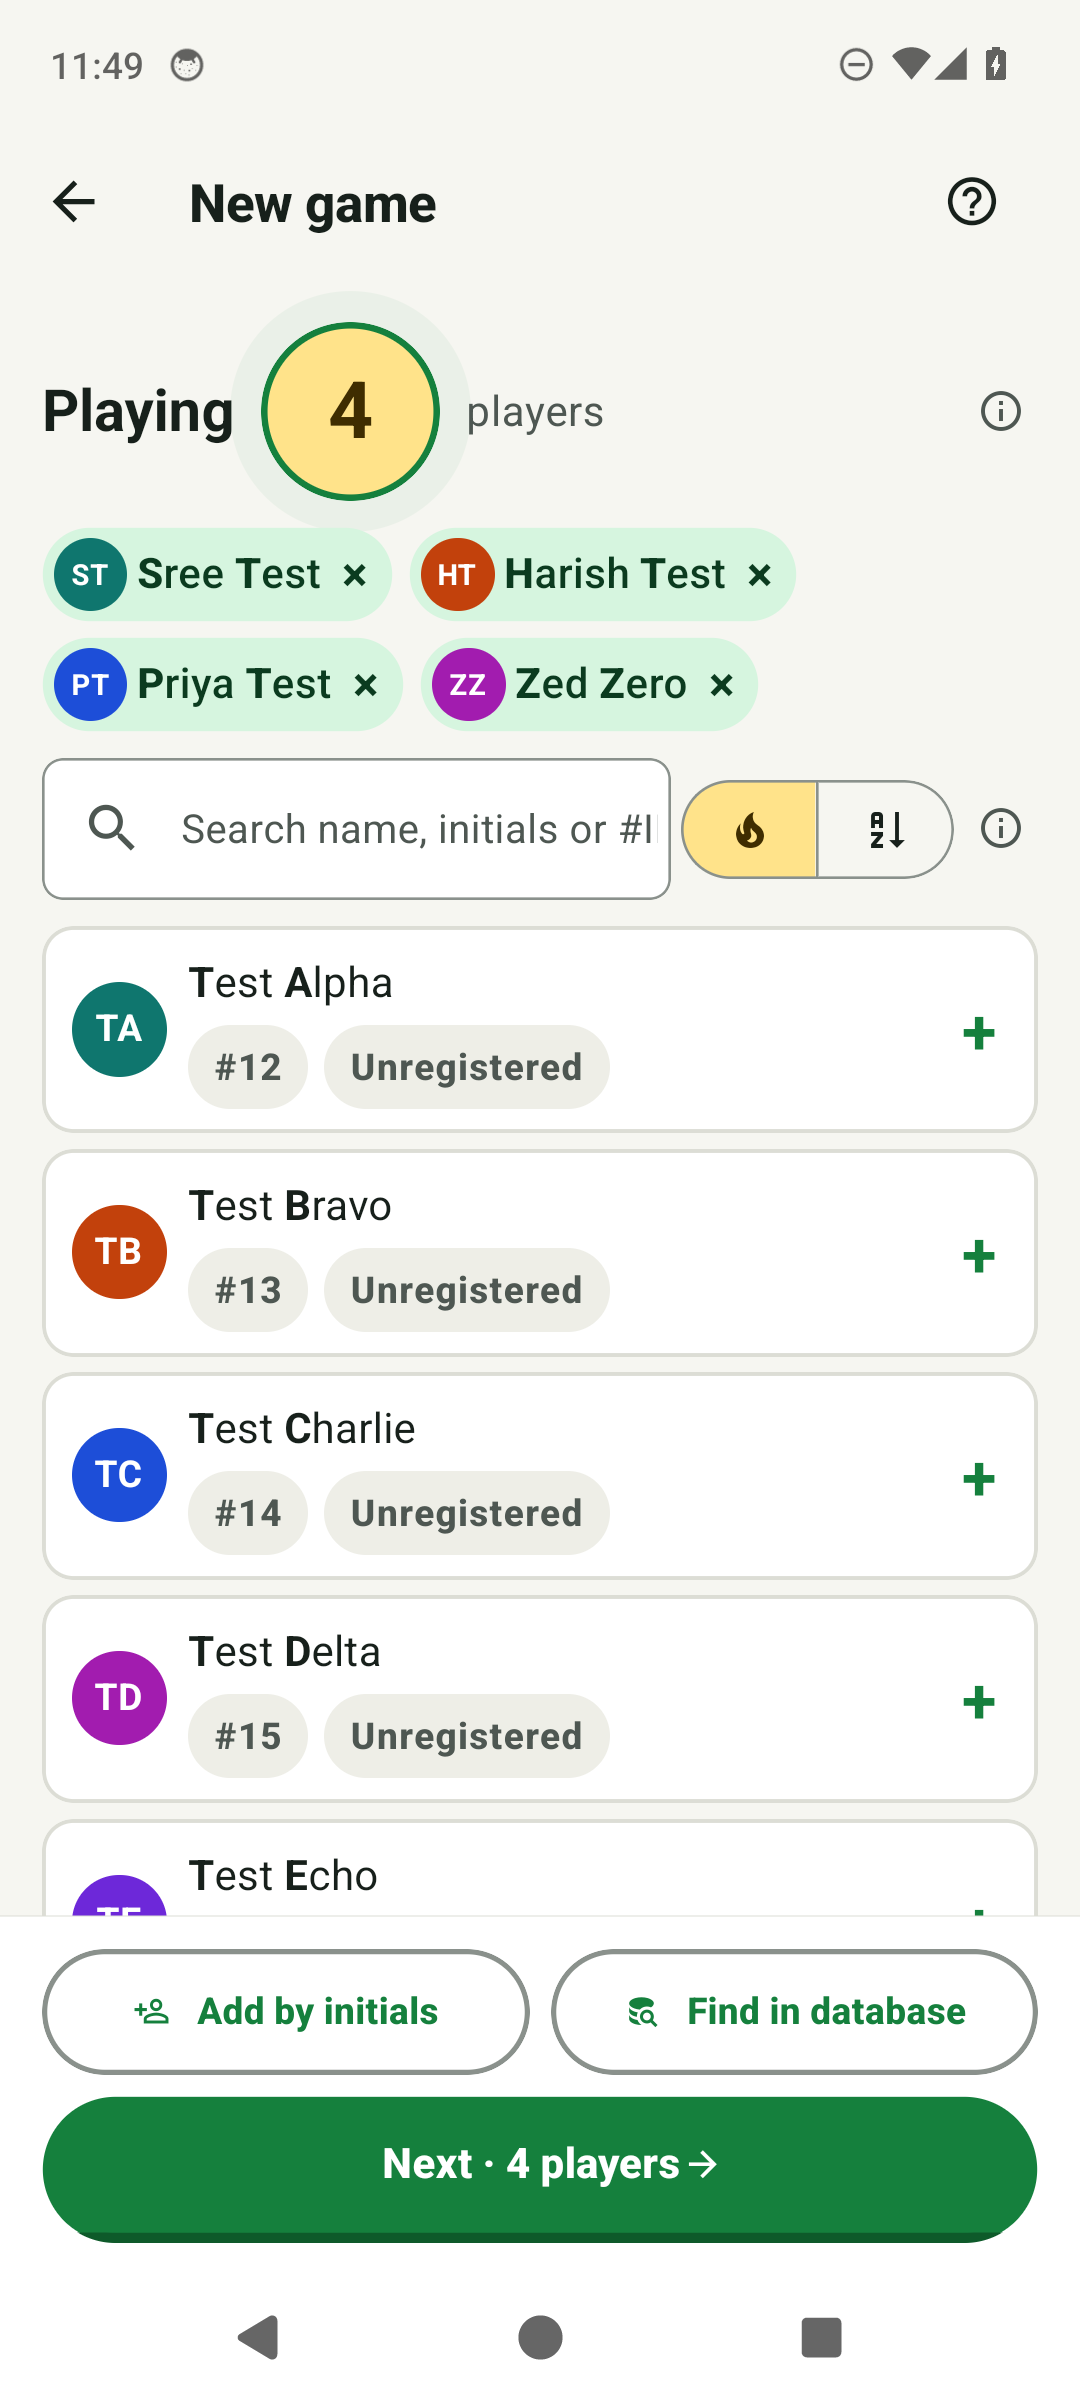 11:49
New game
Playing 4 players
ST Sree Test × HT Harish Test ×
PT Priya Test × ZZ Zed Zero ×
Search name, initials or #I
A
Z
TA Test Alpha
#12 Unregistered
+
TB Test Bravo
#13 Unregistered
+
TC Test Charlie
#14 Unregistered
+
TD Test Delta
#15 Unregistered
+
Test Echo
Add by initials
Find in database
Next · 4 players→